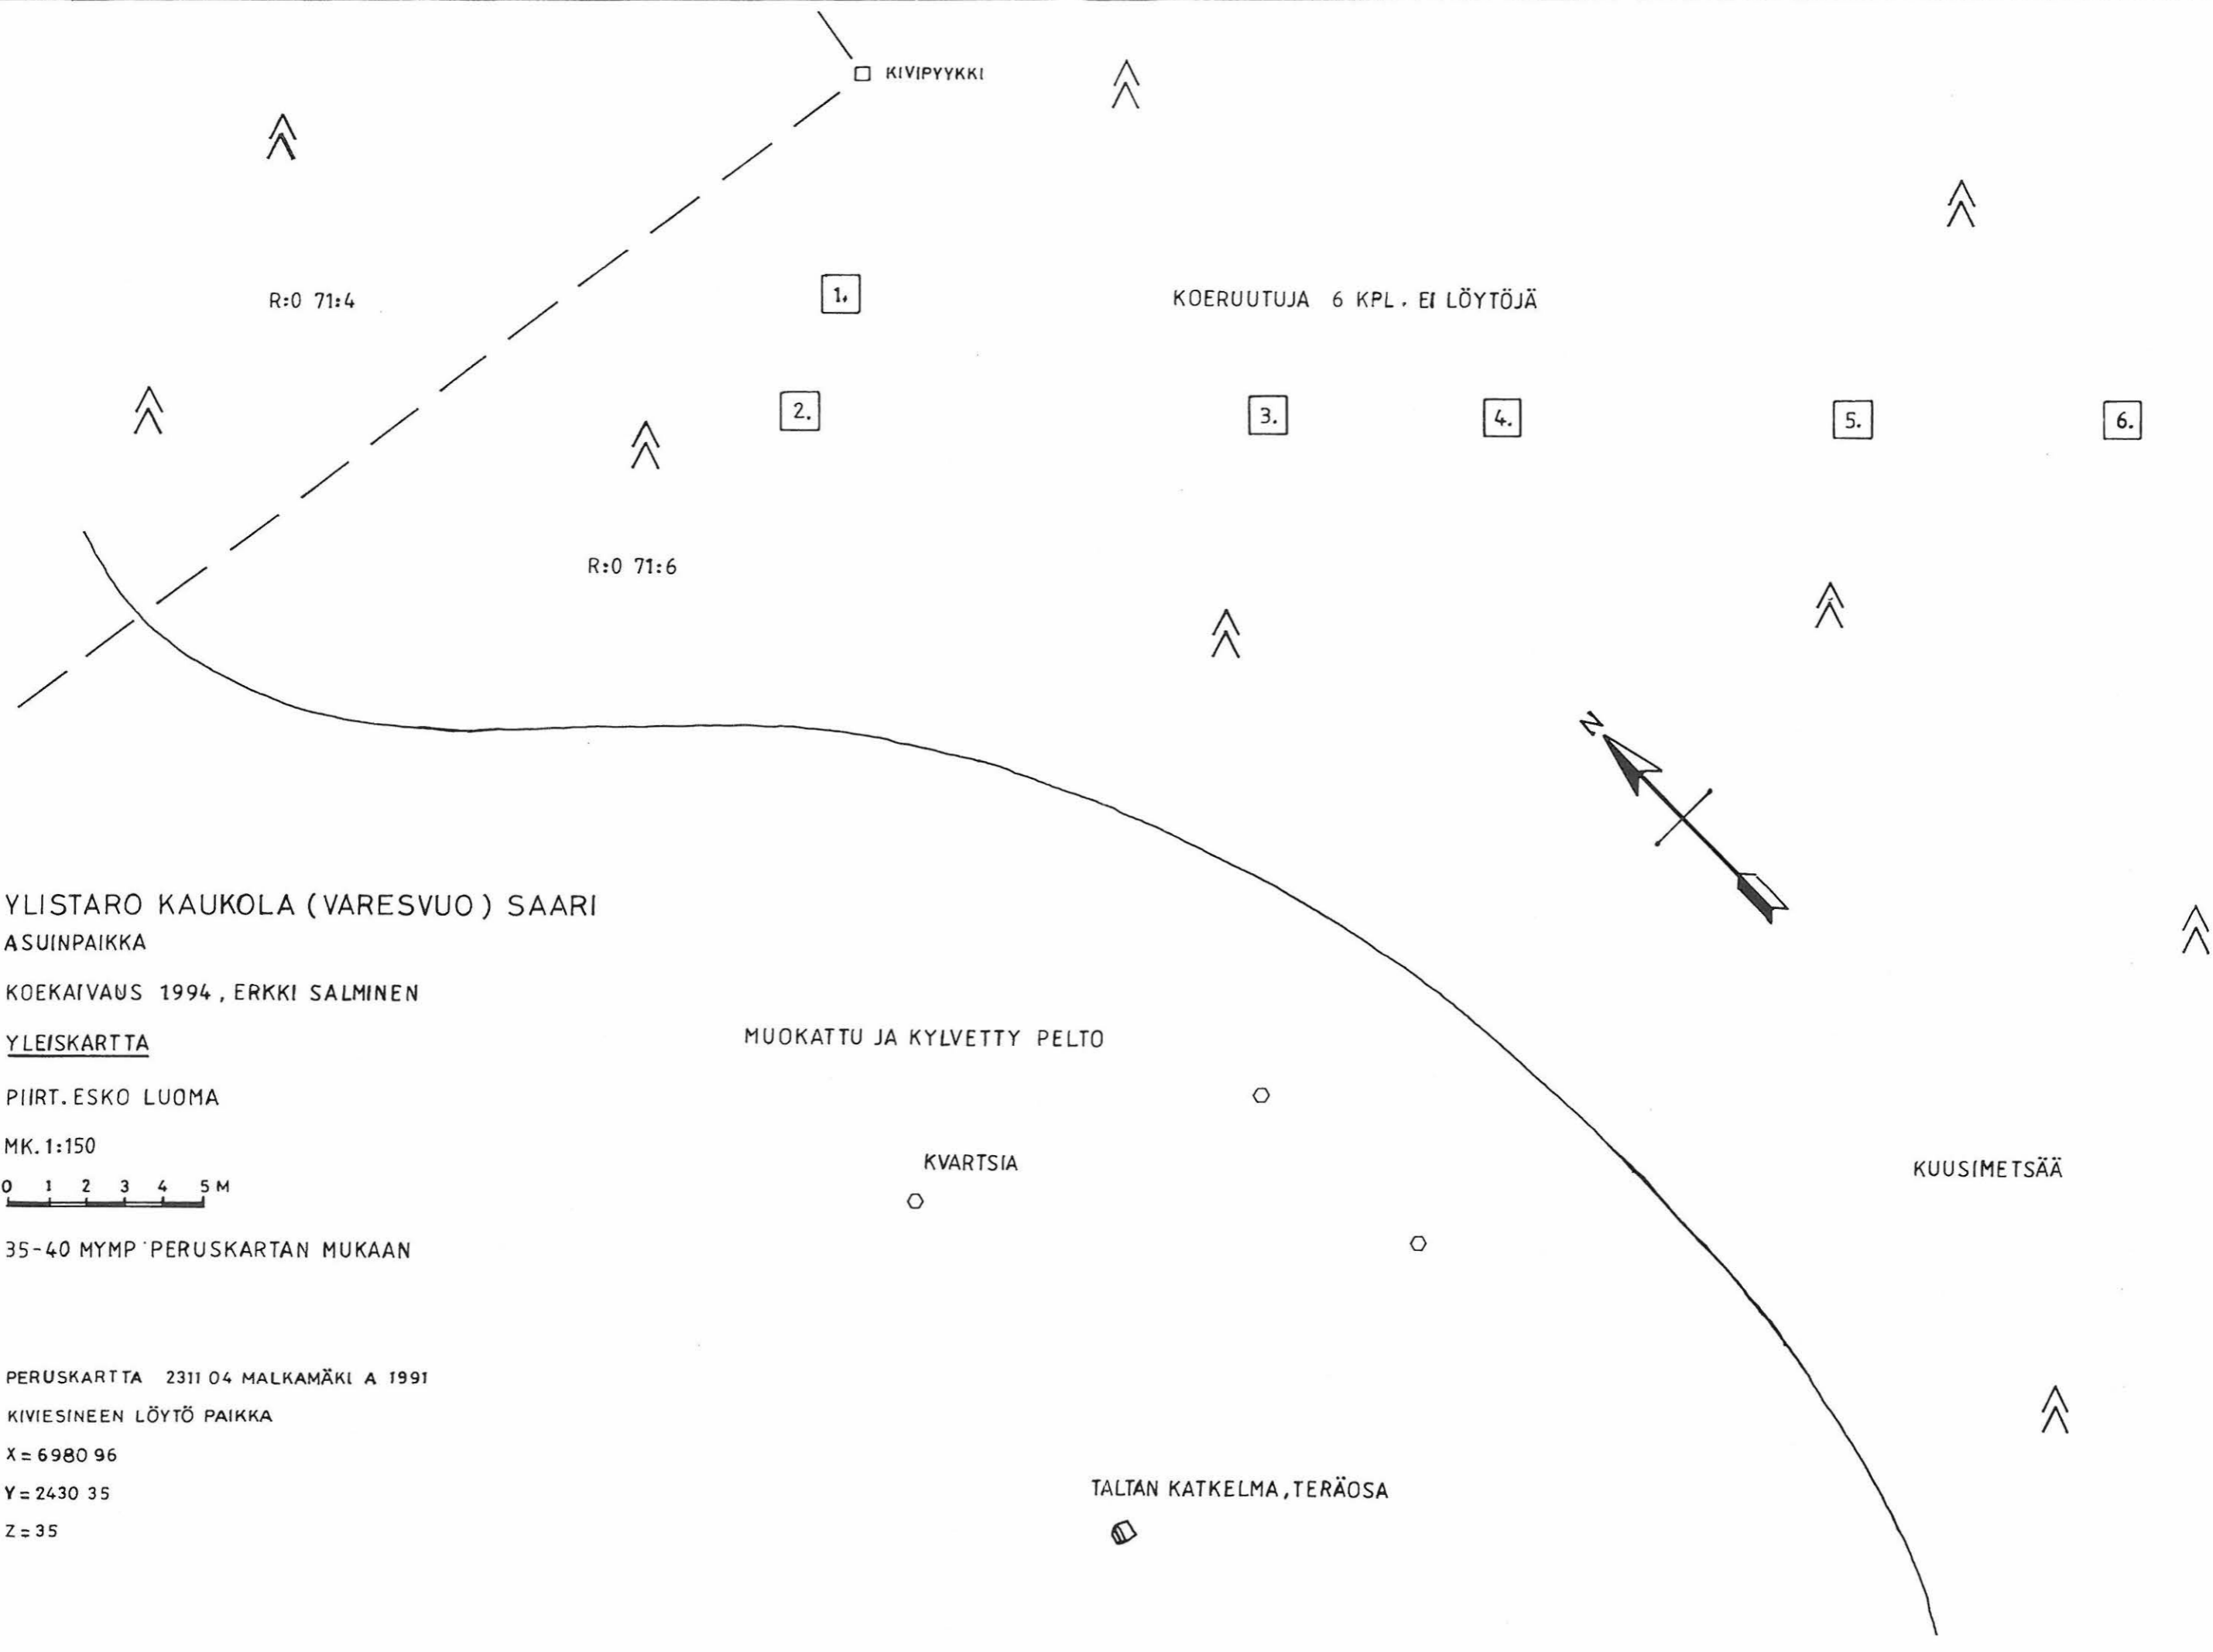 KIVIPYYKKI
R:0 71:4
1.
KOERUUTUJA 6 KPL. EI LÖYTÖJÄ
2.
3.
4.
5.
6.
R:0 71:6
N
YLISTARO KAUKOLA (VARESVUO) SAARI
ASUINPAIKKA
KOEKAIVAUS 1994, ERKKI SALMINEN
YLEISKARTTA
PIIRT. ESKO LUOMA
MK. 1:150
0 1 2 3 4 5 M
35-40 MYMP PERUSKARTAN MUKAAN
MUOKATTU JA KYLVETTY PELTO
KVARTSIA
KUUSIMETSÄÄ
PERUSKARTTA 2311 04 MALKAMÄKI A 1991
KIVIESINEEN LÖYTÖ PAIKKA
X=6980 96
Y=2430 35
Z=35
TALTAN KATKELMA, TERÄOSA